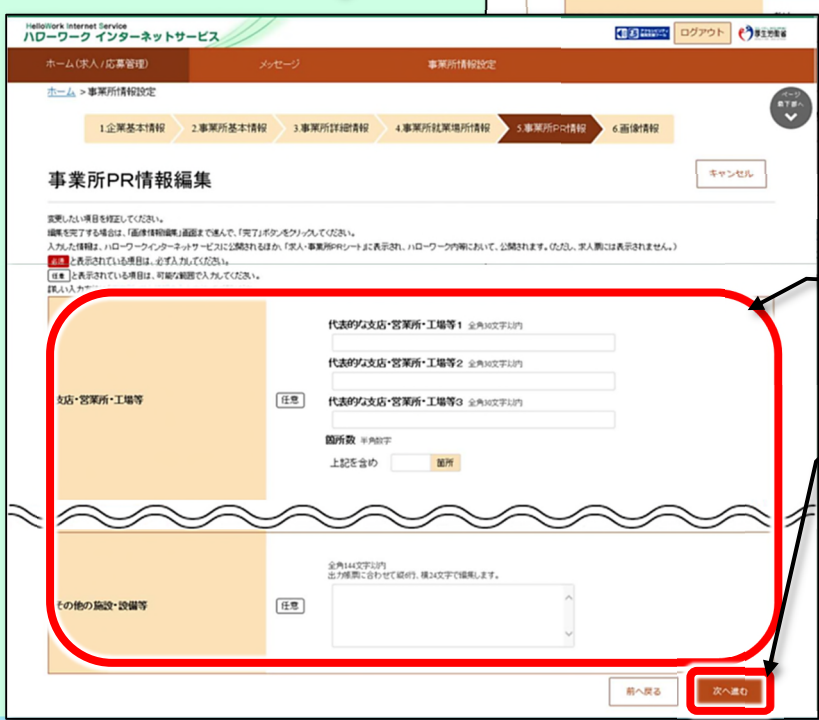 HelloWork Internet Service
ハローワーク インターネットサービス
ログアウト
厚生労働省
ホーム(求人/応募管理)
メッセージ
事業所情報設定
ホーム > 事業所情報設定
ページ
最下部へ
1.企業基本情報
2.事業所基本情報
3.事業所詳細情報
4.事業所就業場所情報
5.事業所PR情報
6.画像情報
事業所PR情報編集
キャンセル
変更したい項目を修正してください。
編集を完了する場合は、「画像情報編集」画面まで進んで、「完了」ボタンをクリックしてください。
入力した情報は、ハローワークインターネットサービスに公開されるほか、「求人・事業所PRシート」に表示され、ハローワーク内等において、公開されます。(ただし、求人票には表示されません。)
必須 と表示されている項目は、必ず入力してください。
任意 と表示されている項目は、可能な範囲で入力してください。
詳しい入力方
支店・営業所・工場等
任意
代表的な支店・営業所・工場等1 全角30文字以内
代表的な支店・営業所・工場等2 全角30文字以内
代表的な支店・営業所・工場等3 全角30文字以内
箇所数 半角数字
上記を含め
箇所
その他の施設・設備等
任意
全角144文字以内
出力帳票に合わせて縦6行、横24文字で編集します。
前へ戻る
次へ進む